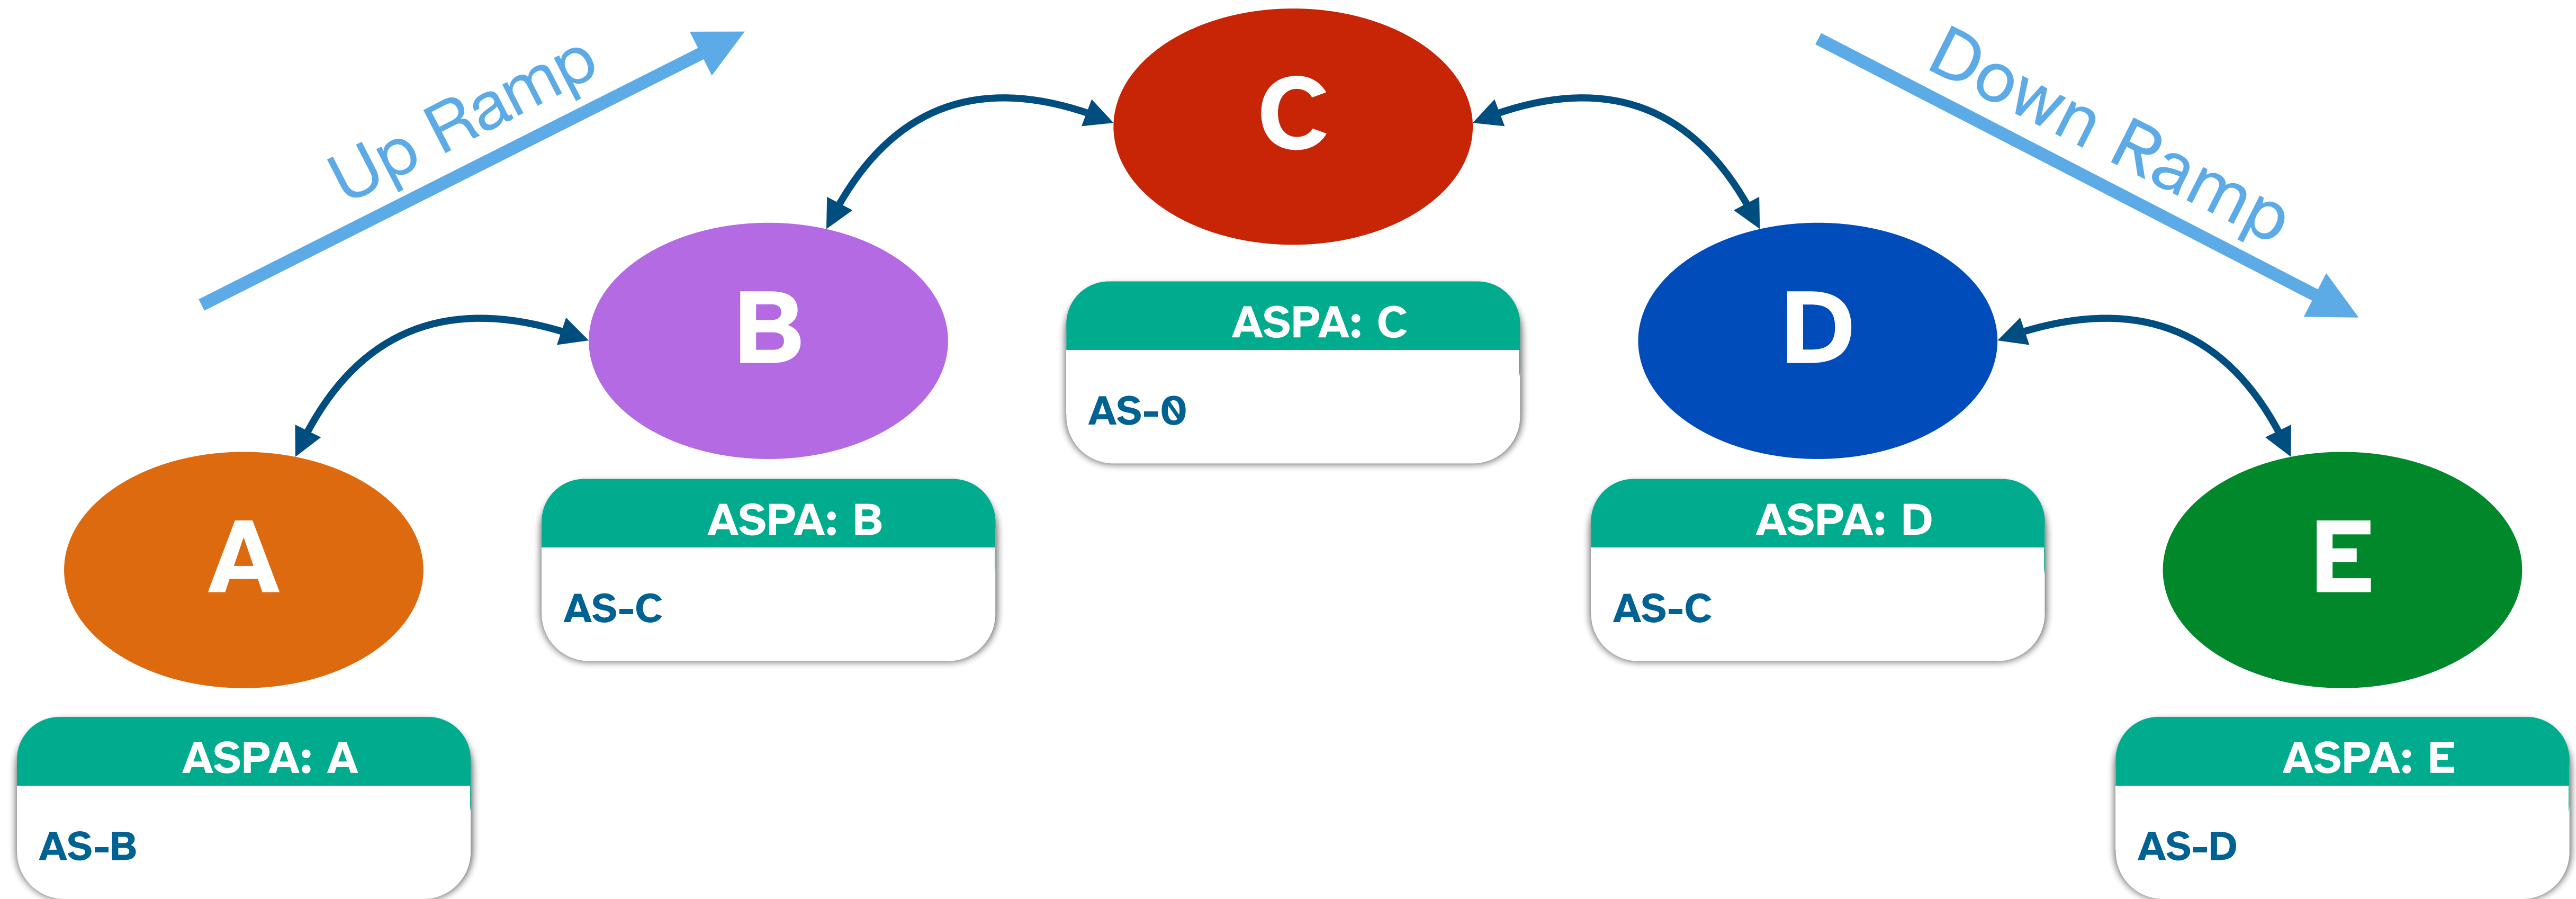 Up Ramp
Down Ramp
C
B
D
A
E
ASPA: C
AS-0
ASPA: B
AS-C
ASPA: D
AS-C
ASPA: A
AS-B
ASPA: E
AS-D